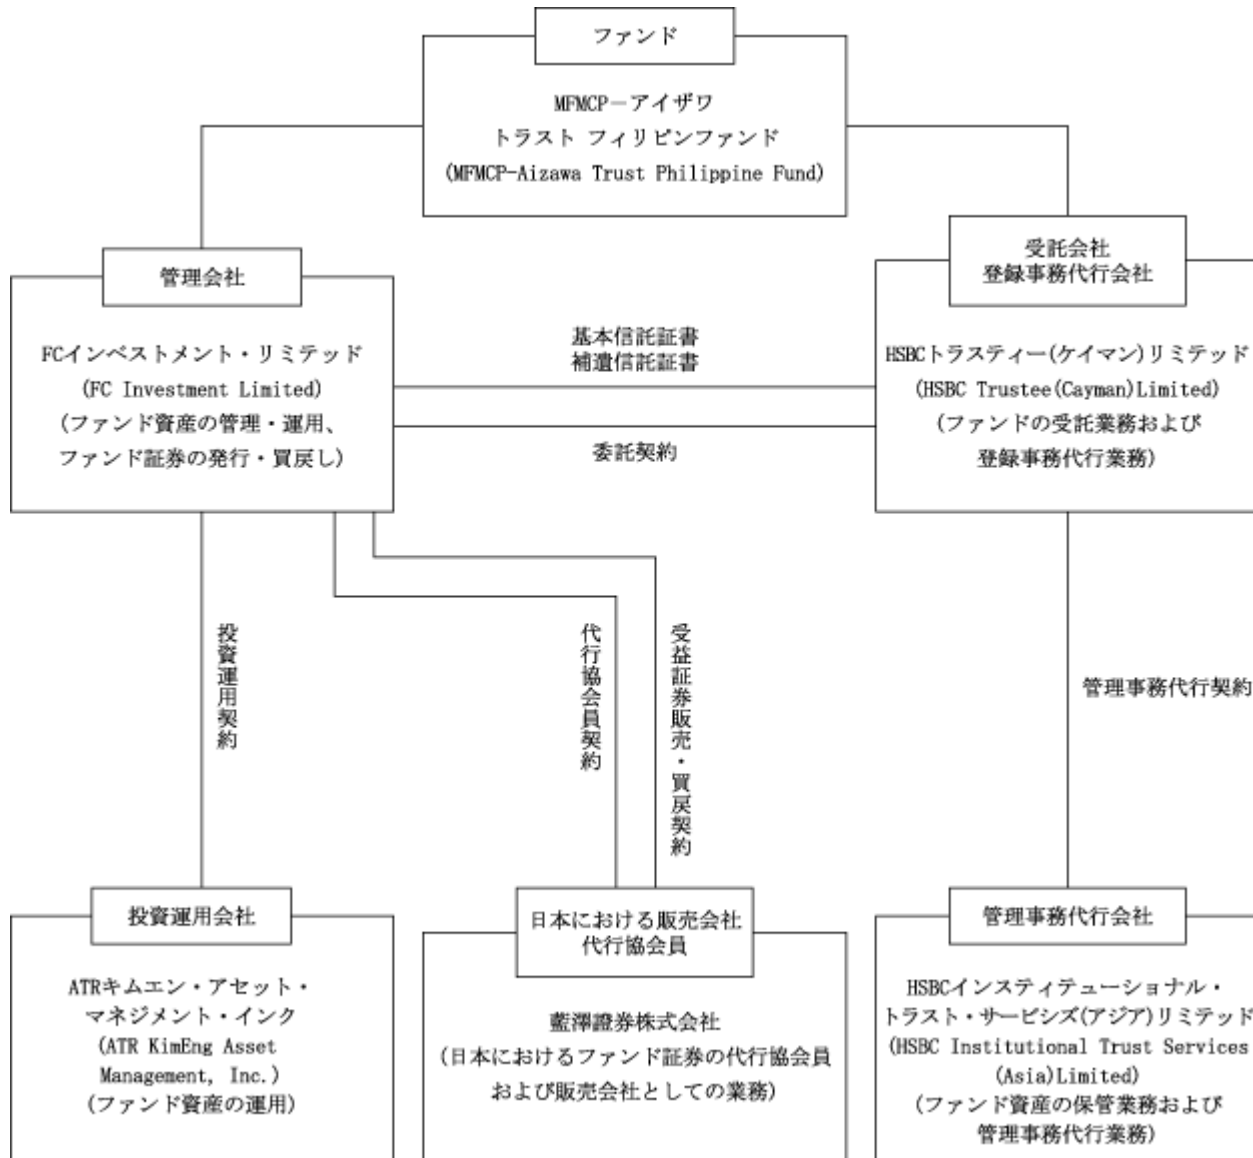 ファンド
MFMCP－アイザワ
トラスト フィリピンファンド
(MFMCP-Aizawa Trust Philippine Fund)
管理会社
FCインベストメント・リミテッド
(FC Investment Limited)
(ファンド資産の管理・運用、
ファンド証券の発行・買戻し)
基本信託証書
補遺信託証書
委託契約
受託会社
登録事務代行会社
HSBCトラスティー(ケイマン)リミテッド
(HSBC Trustee(Cayman)Limited)
(ファンドの受託業務および
登録事務代行業務)
投資運用契約
代行協会員契約
受益証券販売・買戻契約
管理事務代行契約
投資運用会社
ATRキムエン・アセット・
マネジメント・インク
(ATR KimEng Asset
Management, Inc.)
(ファンド資産の運用)
日本における販売会社
代行協会員
藍澤證券株式会社
(日本におけるファンド証券の代行協会員
および販売会社としての業務)
管理事務代行会社
HSBCインスティテューショナル・
トラスト・サービシズ(アジア)リミテッド
(HSBC Institutional Trust Services
(Asia)Limited)
(ファンド資産の保管業務および
管理事務代行業務)